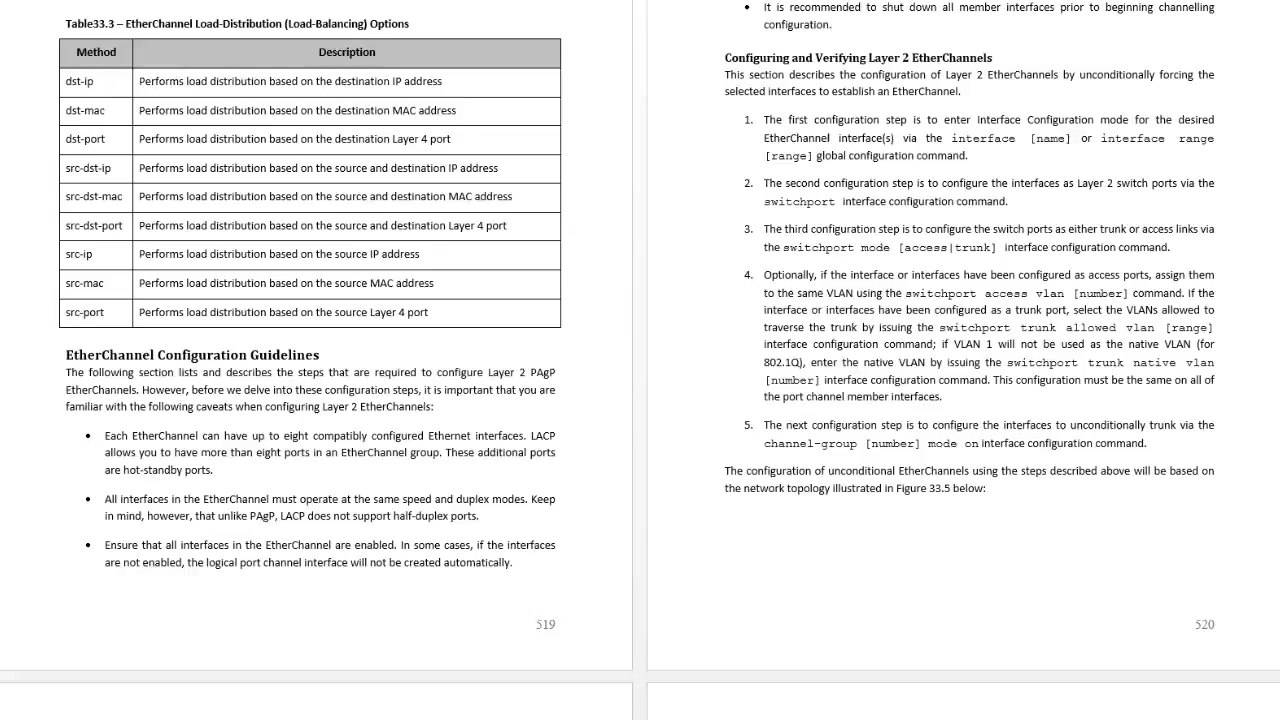 Table33.3 – EtherChannel Load-Distribution (Load-Balancing) Options
Method Description
dst-ip Performs load distribution based on the destination IP address
dst-mac Performs load distribution based on the destination MAC address
dst-port Performs load distribution based on the destination Layer 4 port
src-dst-ip Performs load distribution based on the source and destination IP address
src-dst-mac Performs load distribution based on the source and destination MAC address
src-dst-port Performs load distribution based on the source and destination Layer 4 port
src-ip Performs load distribution based on the source IP address
src-mac Performs load distribution based on the source MAC address
src-port Performs load distribution based on the source Layer 4 port
EtherChannel Configuration Guidelines
The following section lists and describes the steps that are required to configure Layer 2 PAgP
EtherChannels. However, before we delve into these configuration steps, it is important that you are
familiar with the following caveats when configuring Layer 2 EtherChannels:
• Each EtherChannel can have up to eight compatibly configured Ethernet interfaces. LACP
allows you to have more than eight ports in an EtherChannel group. These additional ports
are hot-standby ports.
• All interfaces in the EtherChannel must operate at the same speed and duplex modes. Keep
in mind, however, that unlike PAgP, LACP does not support half-duplex ports.
• Ensure that all interfaces in the EtherChannel are enabled. In some cases, if the interfaces
are not enabled, the logical port channel interface will not be created automatically.
519
• It is recommended to shut down all member interfaces prior to beginning channelling
configuration.
Configuring and Verifying Layer 2 EtherChannels
This section describes the configuration of Layer 2 EtherChannels by unconditionally forcing the
selected interfaces to establish an EtherChannel.
1. The first configuration step is to enter Interface Configuration mode for the desired
EtherChannel interface(s) via the interface [name] or interface range
[range] global configuration command.
2. The second configuration step is to configure the interfaces as Layer 2 switch ports via the
switchport interface configuration command.
3. The third configuration step is to configure the switch ports as either trunk or access links via
the switchport mode [access|trunk] interface configuration command.
4. Optionally, if the interface or interfaces have been configured as access ports, assign them
to the same VLAN using the switchport access vlan [number] command. If the
interface or interfaces have been configured as a trunk port, select the VLANs allowed to
traverse the trunk by issuing the switchport trunk allowed vlan [range]
interface configuration command; if VLAN 1 will not be used as the native VLAN (for
802.1Q), enter the native VLAN by issuing the switchport trunk native vlan
[number] interface configuration command. This configuration must be the same on all of
the port channel member interfaces.
5. The next configuration step is to configure the interfaces to unconditionally trunk via the
channel-group [number] mode on interface configuration command.
The configuration of unconditional EtherChannels using the steps described above will be based on
the network topology illustrated in Figure 33.5 below:
520